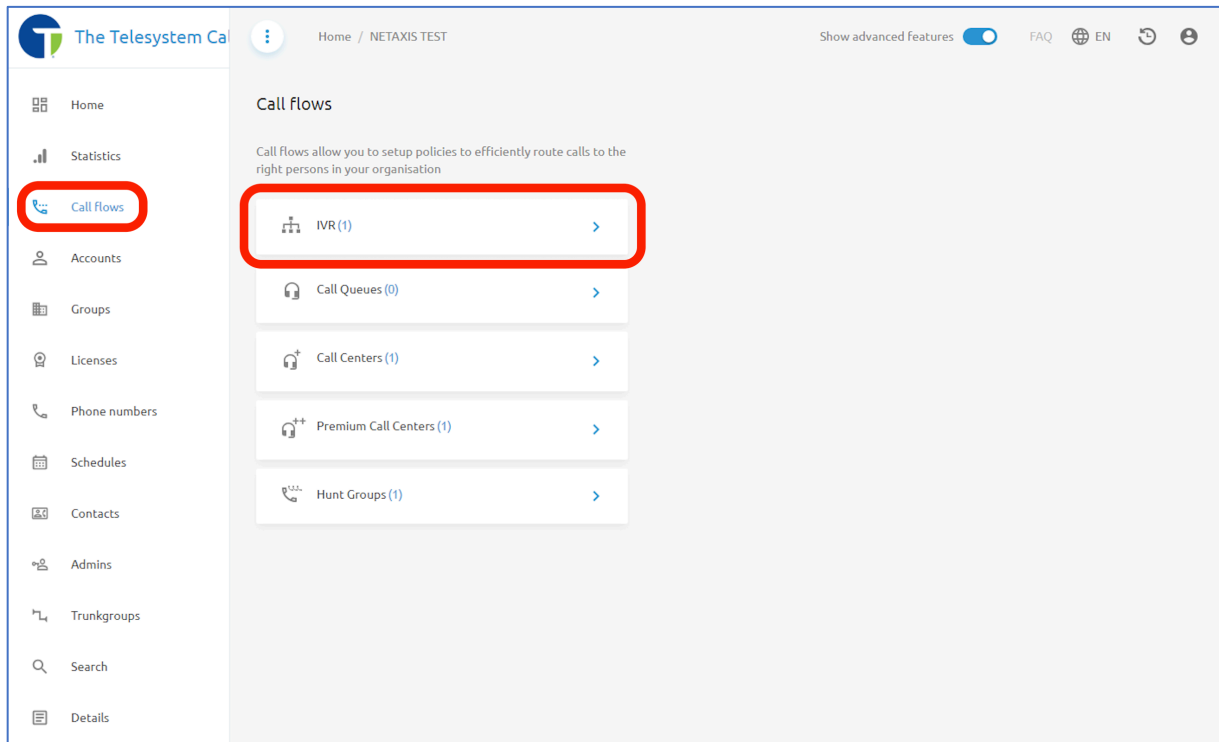 The Telesystem Cal
Home / NETAXIS TEST
Show advanced features
FAQ
EN
Home
Statistics
Call flows
Accounts
Groups
Licenses
Phone numbers
Schedules
Contacts
Admins
Trunkgroups
Search
Details
Call flows
Call flows allow you to setup policies to efficiently route calls to the
right persons in your organisation
IVR (1)
Call Queues (0)
Call Centers (1)
Premium Call Centers (1)
Hunt Groups (1)